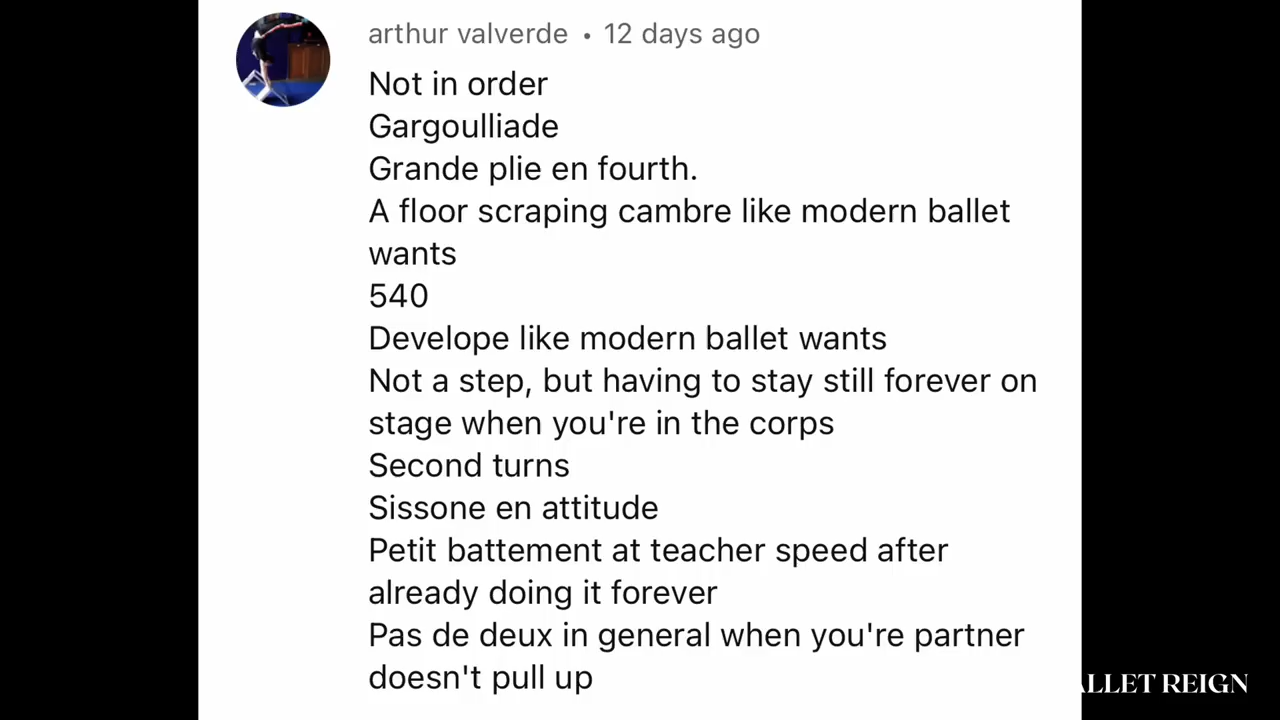 arthur valverde • 12 days ago
Not in order
Gargoulliade
Grande plie en fourth.
A floor scraping cambre like modern ballet
wants
540
Develope like modern ballet wants
Not a step, but having to stay still forever on
stage when you're in the corps
Second turns
Sissone en attitude
Petit battement at teacher speed after
already doing it forever
Pas de deux in general when you're partner
doesn't pull up
REIGN